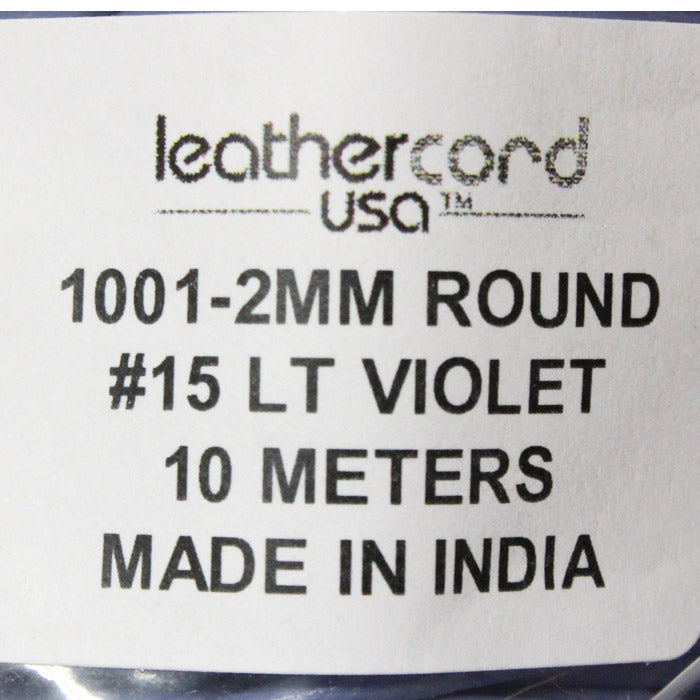 leathercord
usa™
1001-2MM ROUND
#15 LT VIOLET
10 METERS
MADE IN INDIA